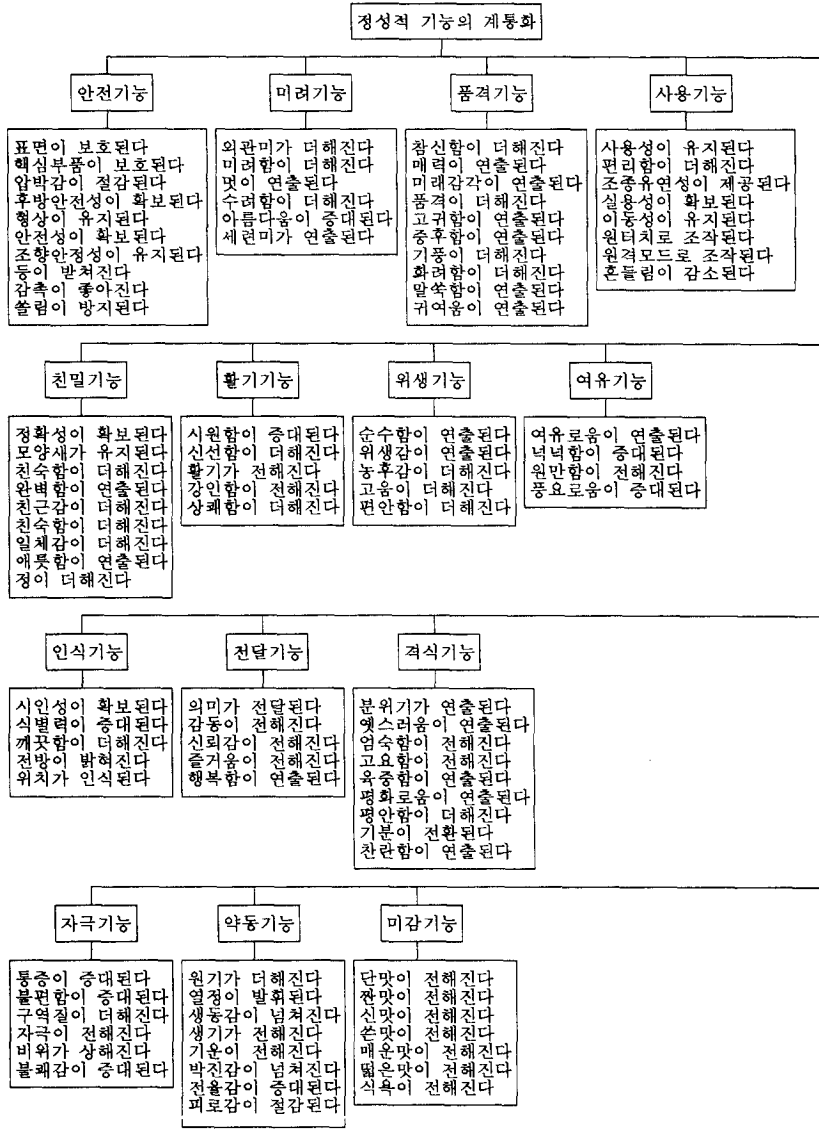 정성적 기능의 계통화
안전기능
표면이 보호된다
핵심부품이 보호된다
압박감이 절감된다
후방안전성이 확보된다
형상이 유지된다
안전성이 확보된다
조향안정성이 유지된다
등이 받쳐진다
감촉이 좋아진다
쏠림이 방지된다
미려기능
외관미가 더해진다
미려함이 더해진다
멋이 연출된다
수려함이 더해진다
아름다움이 증대된다
세련미가 연출된다
품격기능
참신함이 더해진다
매력이 연출된다
미래감각이 연출된다
품격이 더해진다
고귀함이 연출된다
중후함이 연출된다
기풍이 더해진다
화려함이 더해진다
말쑥함이 연출된다
귀여움이 연출된다
사용기능
사용성이 유지된다
편리함이 더해진다
조종유연성이 제공된다
실용성이 확보된다
이동성이 유지된다
원터치로 조작된다
원격모드로 조작된다
흔들림이 감소된다
친밀기능
정확성이 확보된다
모양새가 유지된다
친숙함이 더해진다
완벽함이 연출된다
친근감이 더해진다
친숙함이 더해진다
일체감이 더해진다
애틋함이 연출된다
정이 더해진다
활기기능
시원함이 증대된다
신선함이 더해진다
활기가 전해진다
강인함이 전해진다
상쾌함이 더해진다
위생기능
순수함이 연출된다
위생감이 연출된다
농후감이 더해진다
고움이 더해진다
편안함이 더해진다
여유기능
여유로움이 연출된다
넉넉함이 증대된다
원만함이 전해진다
풍요로움이 증대된다
인식기능
시인성이 확보된다
식별력이 증대된다
깨끗함이 더해진다
전방이 밝혀진다
위치가 인식된다
전달기능
의미가 전달된다
감동이 전해진다
신뢰감이 전해진다
즐거움이 전해진다
행복함이 연출된다
격식기능
분위기가 연출된다
옛스러움이 연출된다
엄숙함이 전해진다
고요함이 전해진다
육중함이 연출된다
평화로움이 연출된다
평안함이 더해진다
기분이 전환된다
찬란함이 연출된다
자극기능
통증이 증대된다
불편함이 증대된다
구역질이 더해진다
자극이 전해진다
비위가 상해진다
불쾌감이 증대된다
약동기능
원기가 더해진다
열정이 발휘된다
생동감이 넘쳐진다
생기가 전해진다
기운이 전해진다
박진감이 넘쳐진다
전율감이 증대된다
피로감이 절감된다
미감기능
단맛이 전해진다
짠맛이 전해진다
신맛이 전해진다
쓴맛이 전해진다
매운맛이 전해진다
떫은맛이 전해진다
식욕이 전해진다